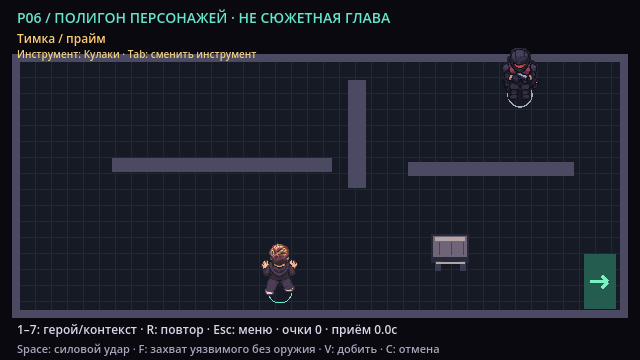 P06 / ПОЛИГОН ПЕРСОНАЖЕЙ · НЕ СЮЖЕТНАЯ ГЛАВА
Тимка / прайм
Инструмент: Кулаки · Tab: сменить инструмент
1–7: герой/контекст · R: повтор · Esc: меню · очки 0 · приём 0.0с
Space: силовой удар · F: захват уязвимого без оружия · V: добить · C: отмена